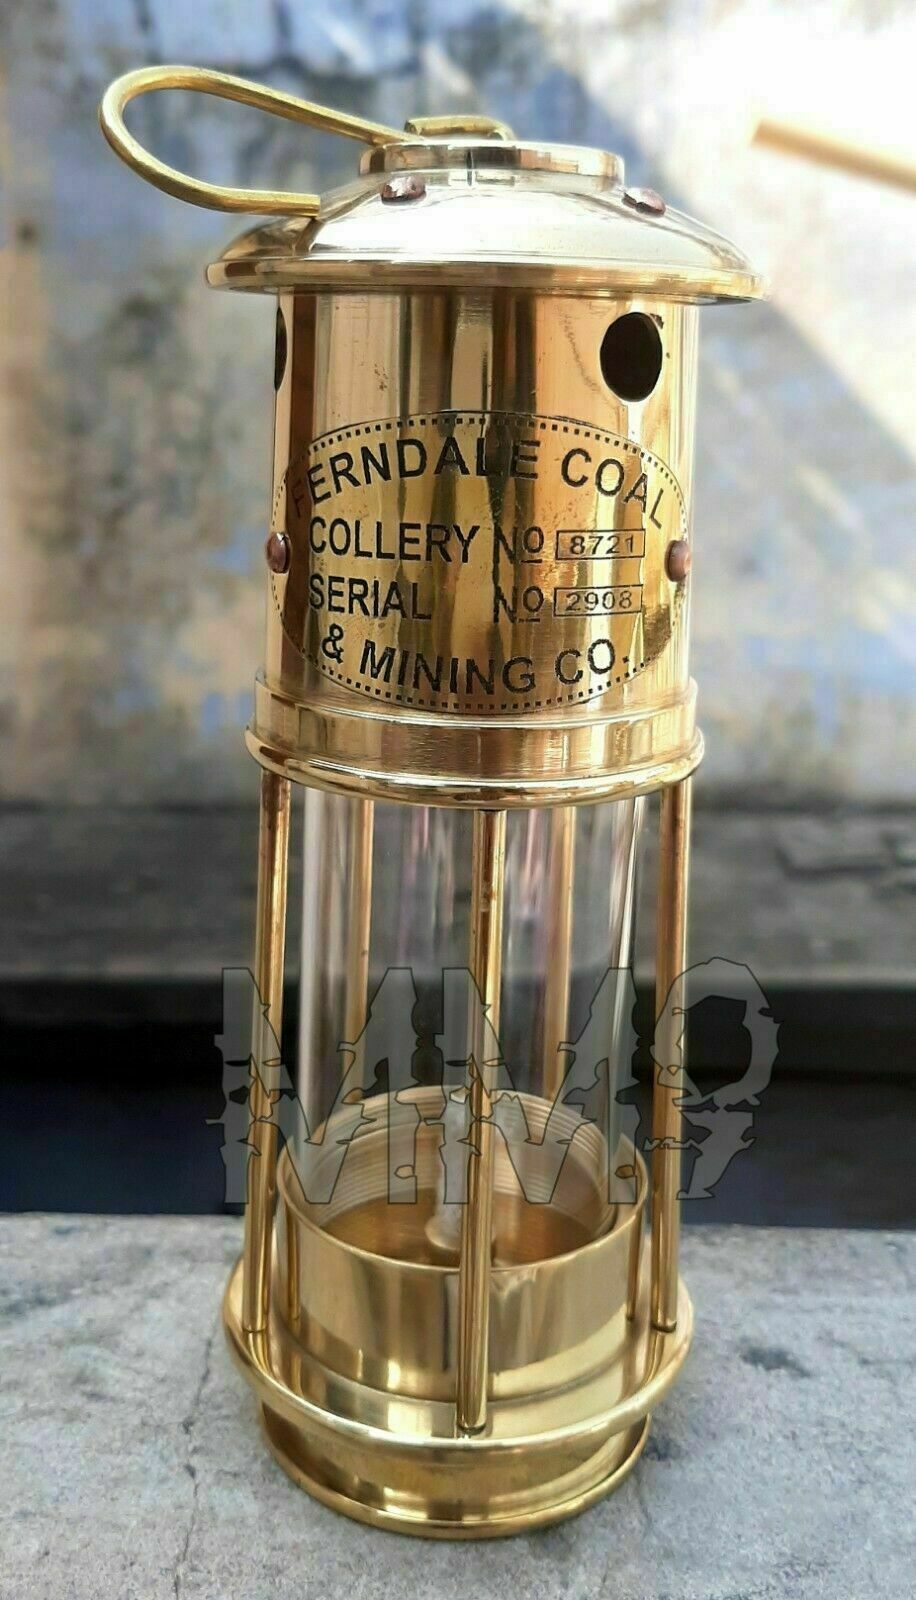 FERNDALE COAL
COLLERY No 8721
SERIAL No 2908
& MINING CO.